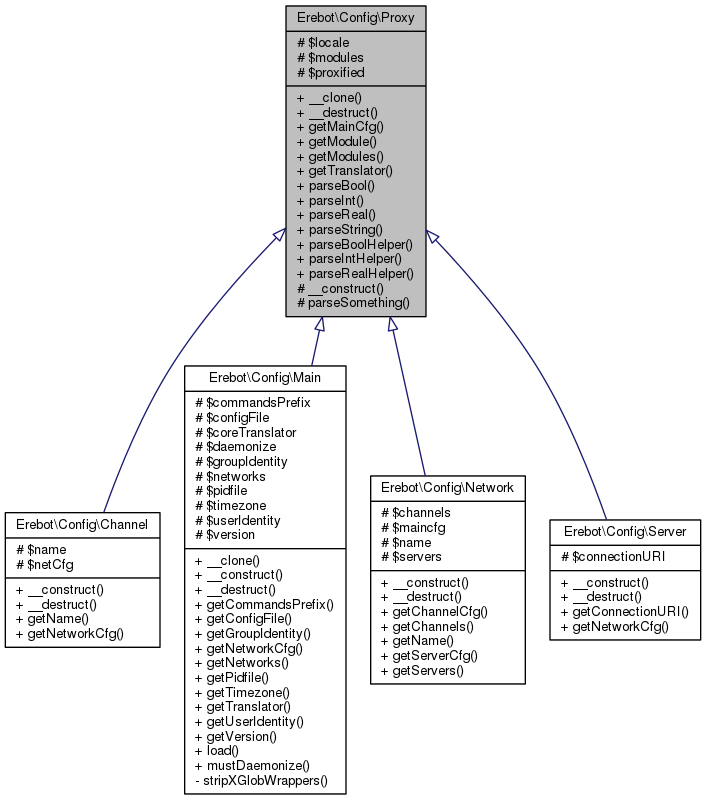 Erebot\Config\Proxy
# $locale
# $modules
# $proxified
+ __clone()
+ __destruct()
+ getMainCfg()
+ getModule()
+ getModules()
+ getTranslator()
+ parseBool()
+ parseInt()
+ parseReal()
+ parseString()
+ parseBoolHelper()
+ parseIntHelper()
+ parseRealHelper()
# __construct()
# parseSomething()
Erebot\Config\Channel
# $name
# $netCfg
+ __construct()
+ __destruct()
+ getName()
+ getNetworkCfg()
Erebot\Config\Main
# $commandsPrefix
# $configFile
# $coreTranslator
# $daemonize
# $groupIdentity
# $networks
# $pidfile
# $timezone
# $userIdentity
# $version
+ __clone()
+ __construct()
+ __destruct()
+ getCommandsPrefix()
+ getConfigFile()
+ getGroupIdentity()
+ getNetworkCfg()
+ getNetworks()
+ getPidfile()
+ getTimezone()
+ getTranslator()
+ getUserIdentity()
+ getVersion()
+ load()
+ mustDaemonize()
- stripXGlobWrappers()
Erebot\Config\Network
# $channels
# $maincfg
# $name
# $servers
+ __construct()
+ __destruct()
+ getChannelCfg()
+ getChannels()
+ getName()
+ getServerCfg()
+ getServers()
Erebot\Config\Server
# $connectionURI
+ __construct()
+ __destruct()
+ getConnectionURI()
+ getNetworkCfg()